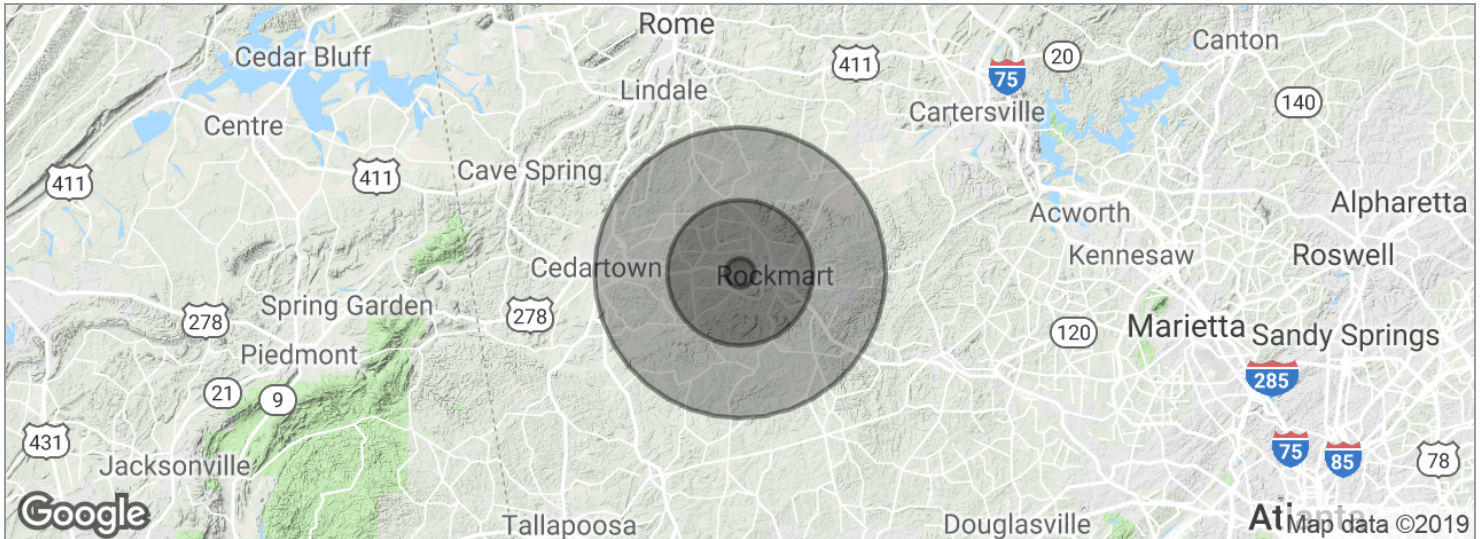 Rome
Canton
Cedar Bluff
411
20
75
Lindale
140
Cartersville
Centre
Cave Spring
411
411
Alpharetta
Acworth
Kennesaw
Roswell
Cedartown
Rockmart
Spring Garden
278
278
120
Marietta
Sandy Springs
Piedmont
285
21
9
431
75
85
78
Jacksonville
Google
Tallapoosa
Douglasville
Atlanta
Map data ©2019